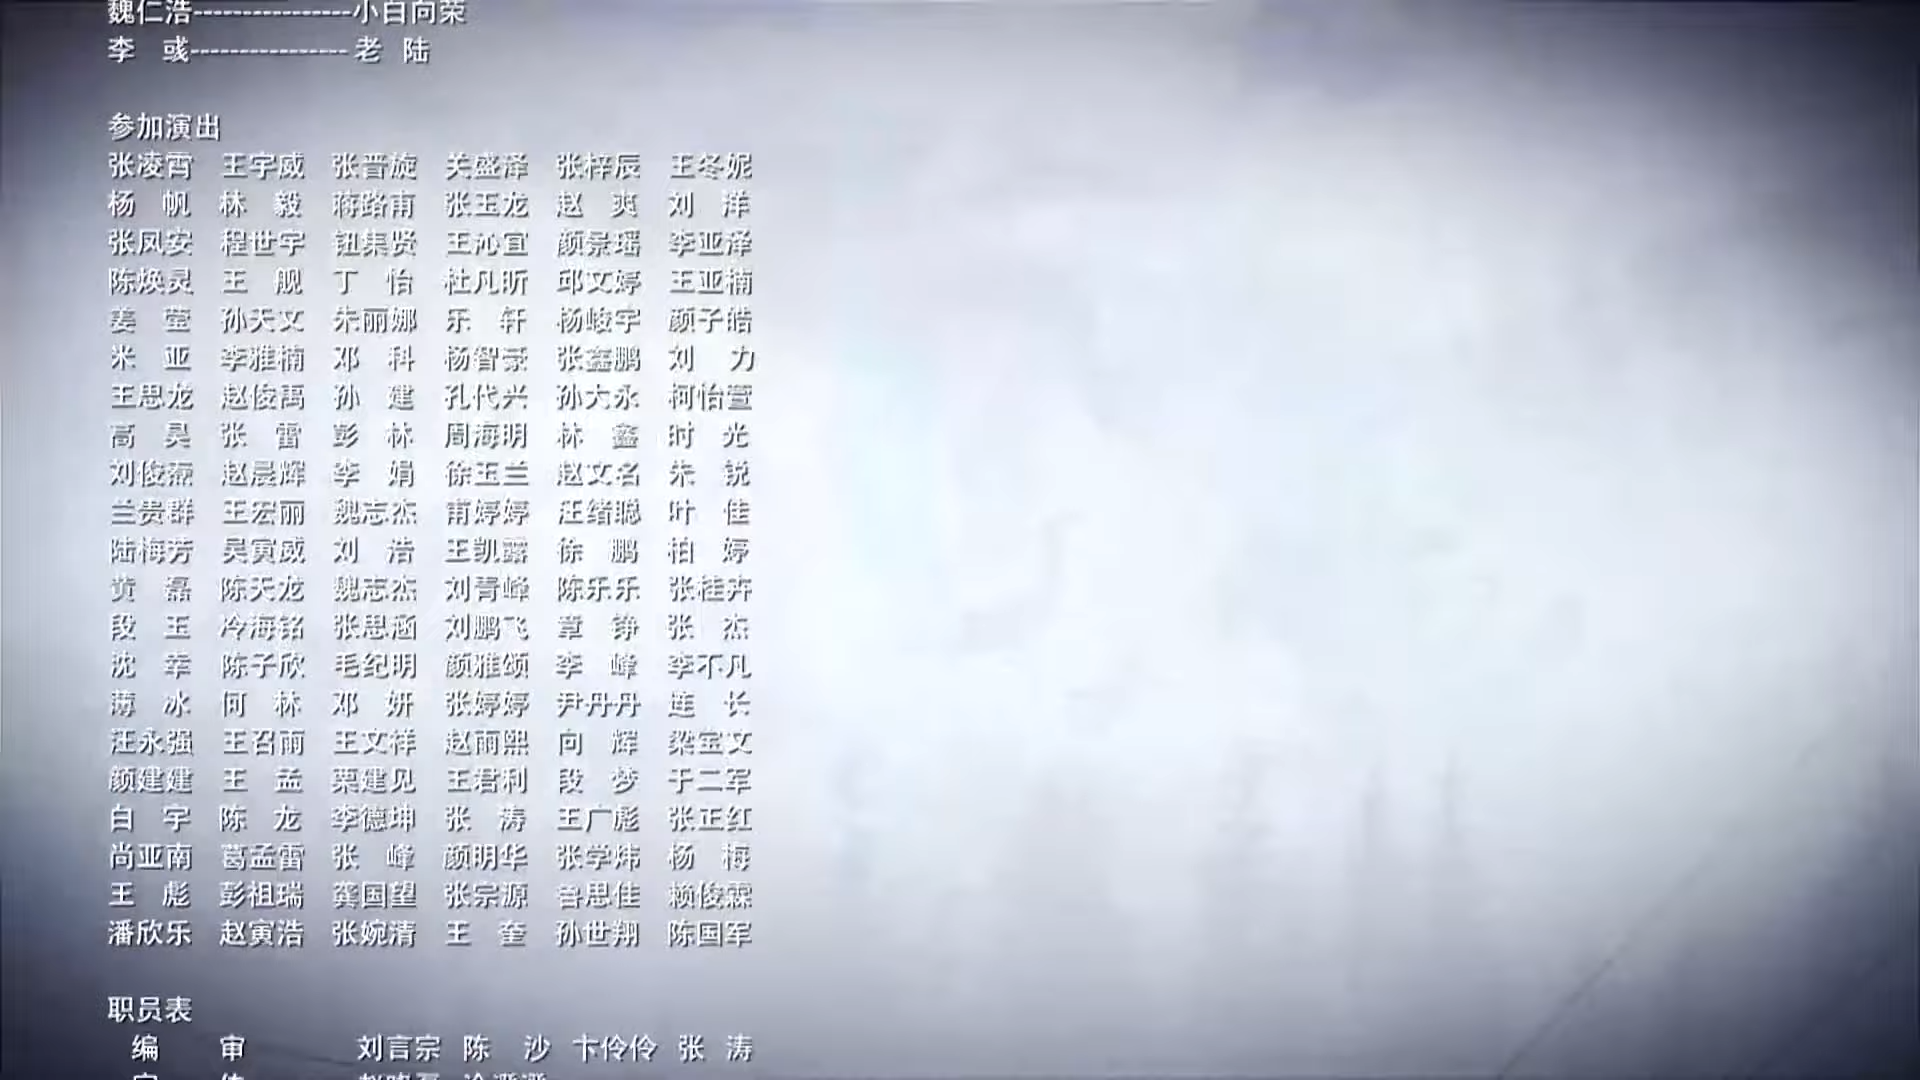 魏仁浩----------------小白向荣
李 彧---------------- 老 陆
参加演出
张凌霄 王宇威 张晋旋 关盛泽 张梓辰 王冬妮
杨 帆 林 毅 蒋路甫 张玉龙 赵 爽 刘 洋
张凤安 程世宇 钮集贤 王沁宜 颜景瑶 李亚泽
陈焕灵 王 舰 丁 怡 杜凡昕 邱文婷 王亚楠
姜 莹 孙天文 朱丽娜 乐 轩 杨峻宇 颜子皓
米 亚 李雅楠 邓 科 杨智豪 张鑫鹏 刘 力
王思龙 赵俊禹 孙 建 孔代兴 孙大永 柯怡萱
高 昊 张 雷 彭 林 周海明 林 鑫 时 光
刘俊焘 赵晨辉 李 娟 徐玉兰 赵文名 朱 锐
兰贵群 王宏丽 魏志杰 甫婷婷 汪绪聪 叶 佳
陆梅芳 吴寅威 刘 浩 王凯露 徐 鹏 柏 婷
黄 磊 陈天龙 魏志杰 刘青峰 陈乐乐 张桂卉
段 玉 冷海铭 张思涵 刘鹏飞 章 铮 张 杰
沈 幸 陈子欣 毛纪明 颜雅颂 李 峰 李不凡
薄 冰 何 林 邓 妍 张婷婷 尹丹丹 连 长
汪永强 王召雨 王文祥 赵雨熙 向 辉 梁宝文
颜建建 王 孟 栗建见 王君利 段 梦 于二军
白 宇 陈 龙 李德坤 张 涛 王广彪 张正红
尚亚南 葛孟雷 张 峰 颜明华 张学炜 杨 梅
王 彪 彭祖瑞 龚国望 张宗源 鲁思佳 赖俊霖
潘欣乐 赵寅浩 张婉清 王 奎 孙世翔 陈国军
职员表
编 审 刘言宗 陈 沙 卞伶伶 张 涛